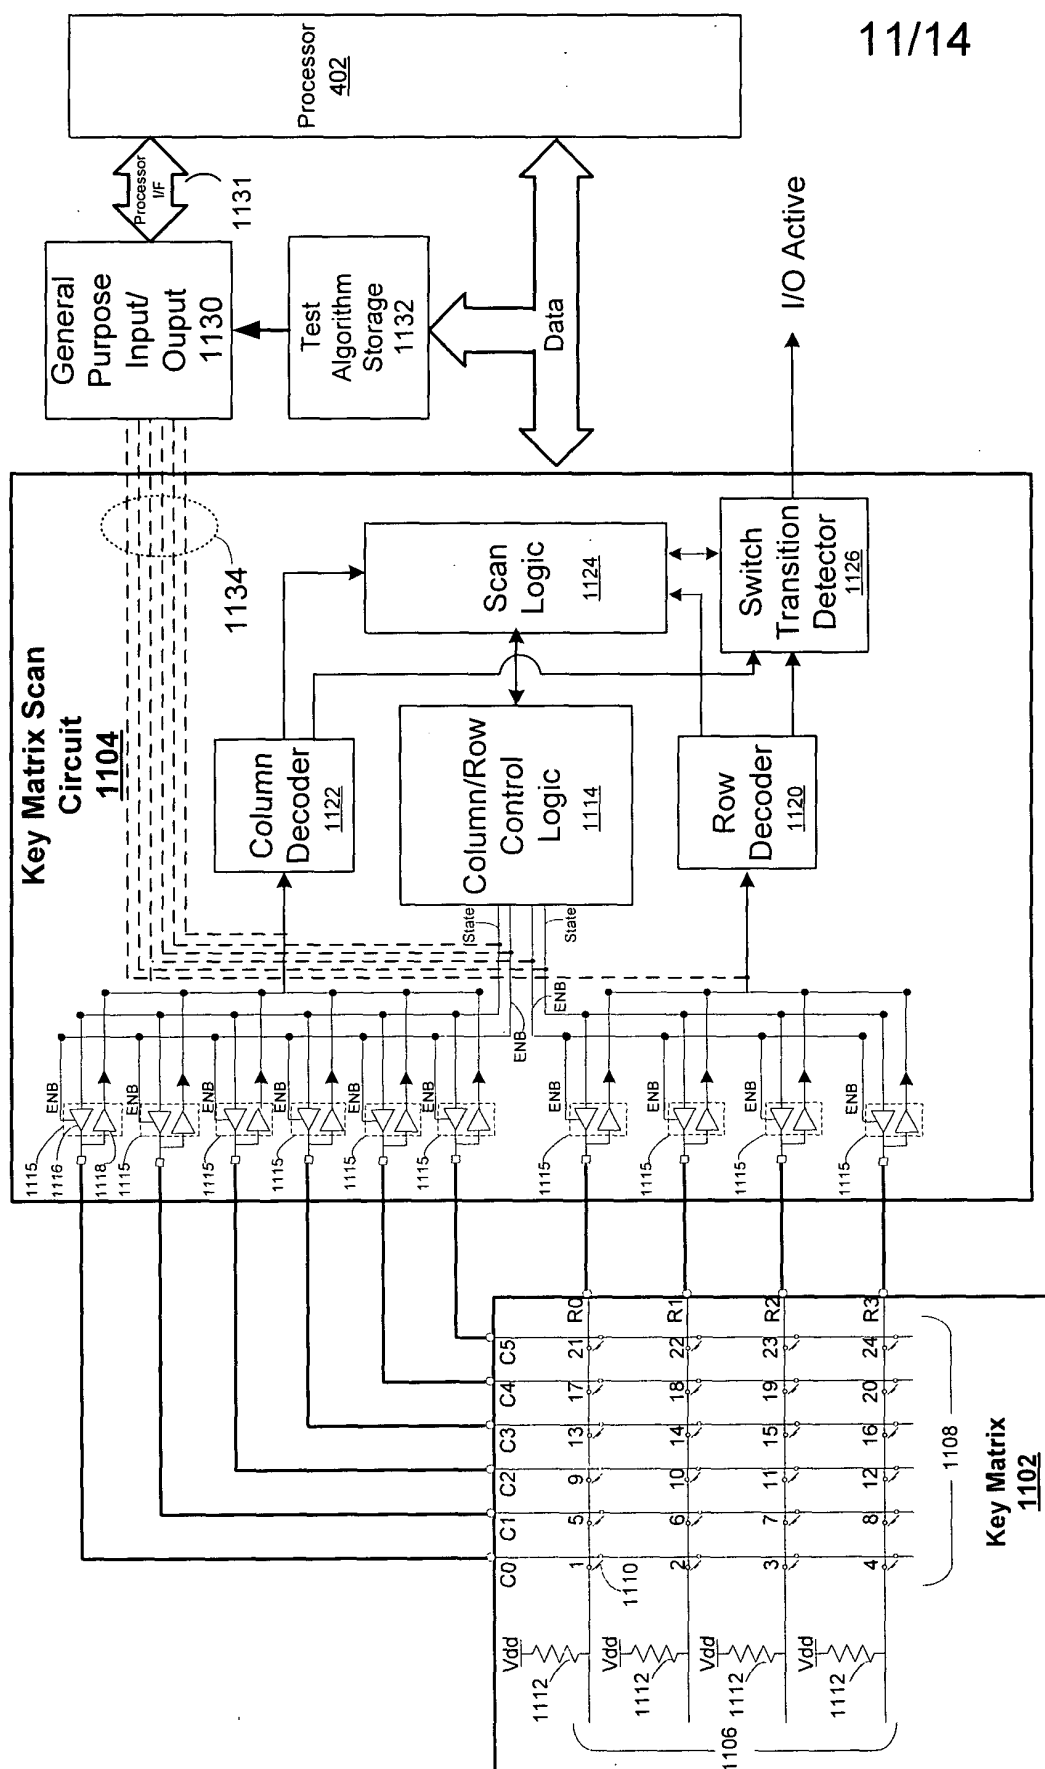 11/14
Processor
402
Processor
I/F
1131
General
Purpose
Input/
Ouput
1130
Test
Algorithm
Storage
1132
Data
I/O Active
Key Matrix Scan
Circuit
1104
1134
Column
Decoder
1122
Scan
Logic
1124
Column/Row
Control
Logic
1114
Switch
Transition
Detector
1126
Row
Decoder
1120
State
State
ENB
ENB
ENB
ENB
ENB
ENB
ENB
ENB
ENB
ENB
ENB
ENB
1115
1116
1118
1115
1115
1115
1115
1115
1115
1115
1115
1115
C0
C1
C2
C3
C4
C5
R0
R1
R2
R3
1
5
9
13
17
21
2
6
10
14
18
22
3
7
11
15
19
23
4
8
12
16
20
24
1110
Vdd
Vdd
Vdd
Vdd
1112
1112
1112
1112
1106
1108
Key Matrix
1102